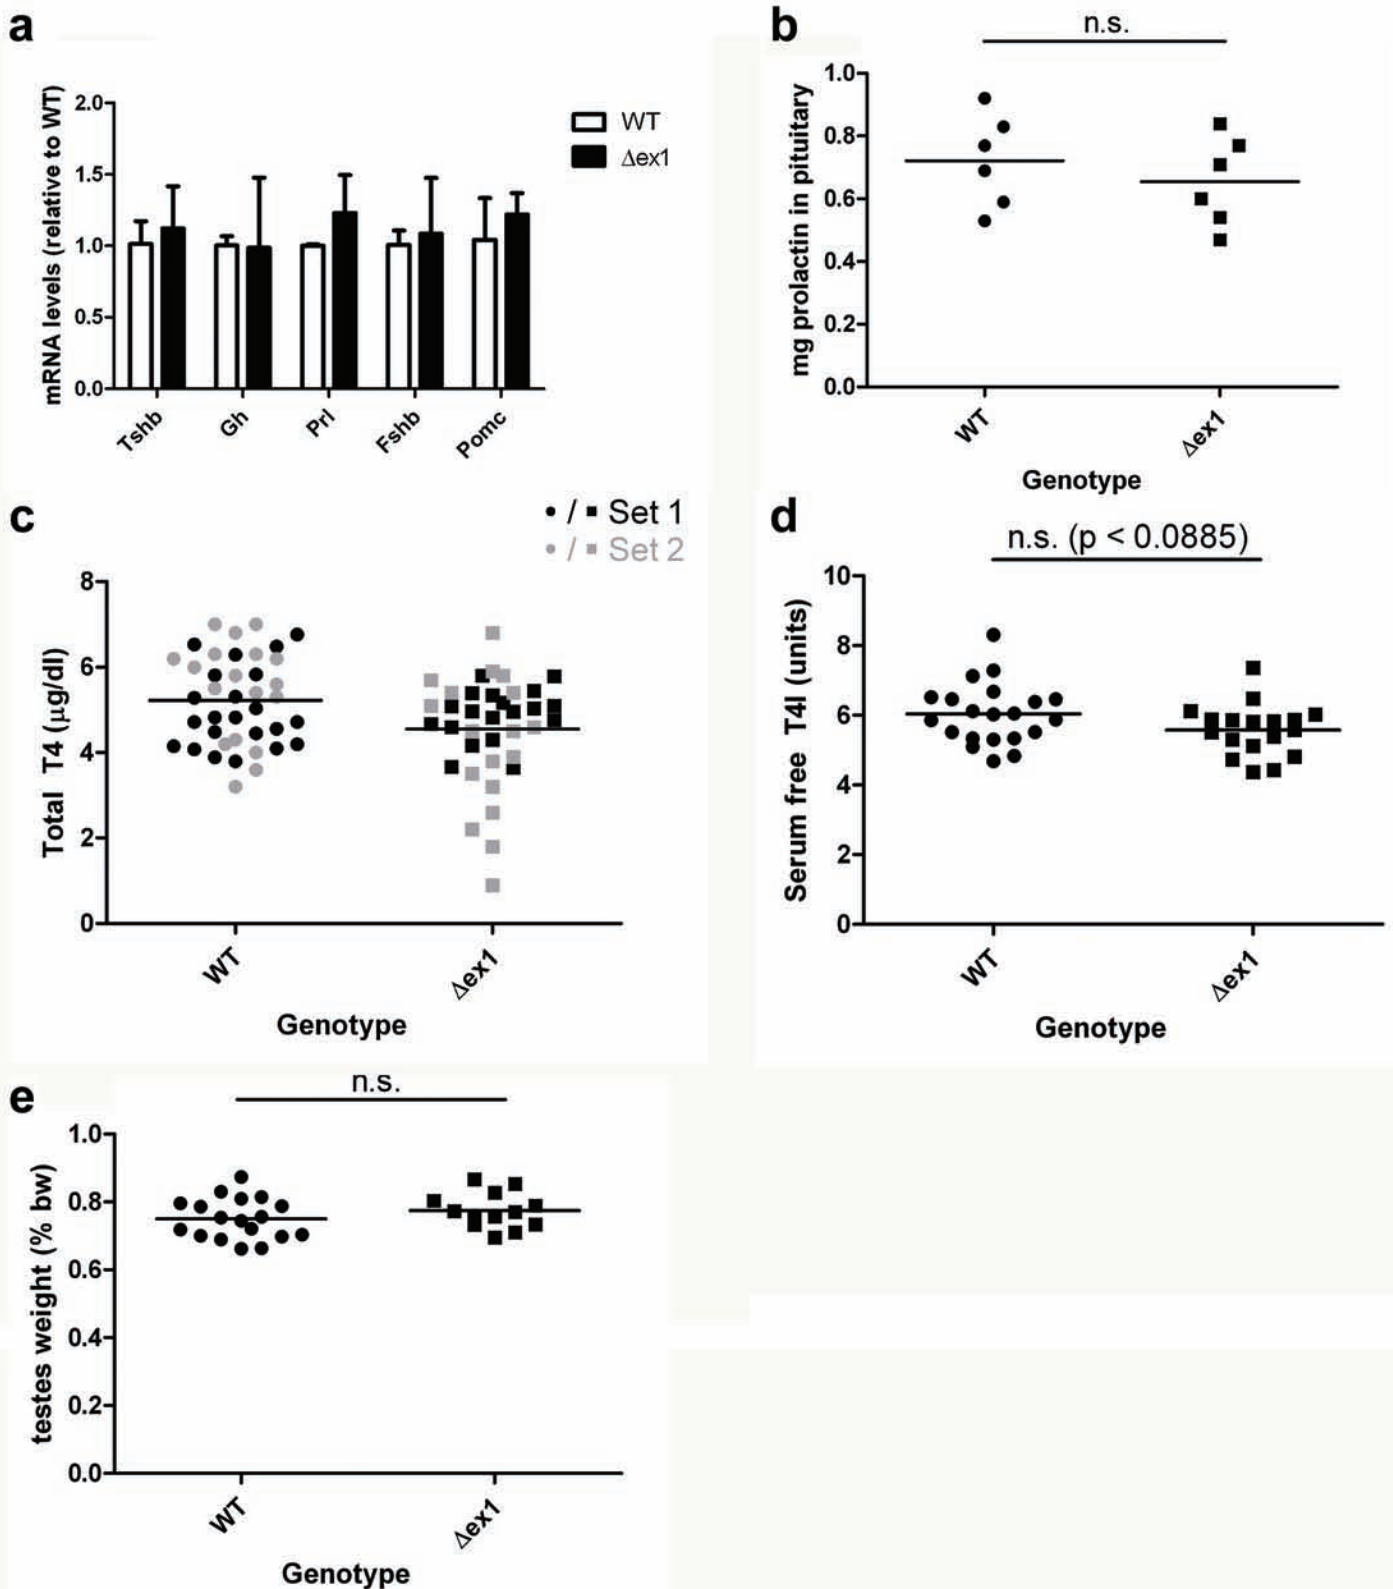 a
mRNA levels (relative to WT)
2.0
1.5
1.0
0.5
0.0
Tshb
Gh
Prl
Fshb
Pomc
WT
Δex1
b
n.s.
mg prolactin in pituitary
1.0
0.8
0.6
0.4
0.2
0.0
WT
Δex1
Genotype
c
● / ■ Set 1
● / ■ Set 2
Total T4 (µg/dl)
8
6
4
2
0
WT
Δex1
Genotype
d
n.s. (p < 0.0885)
Serum free T4I (units)
10
8
6
4
2
0
WT
Δex1
Genotype
e
n.s.
testes weight (% bw)
1.0
0.8
0.6
0.4
0.2
0.0
WT
Δex1
Genotype